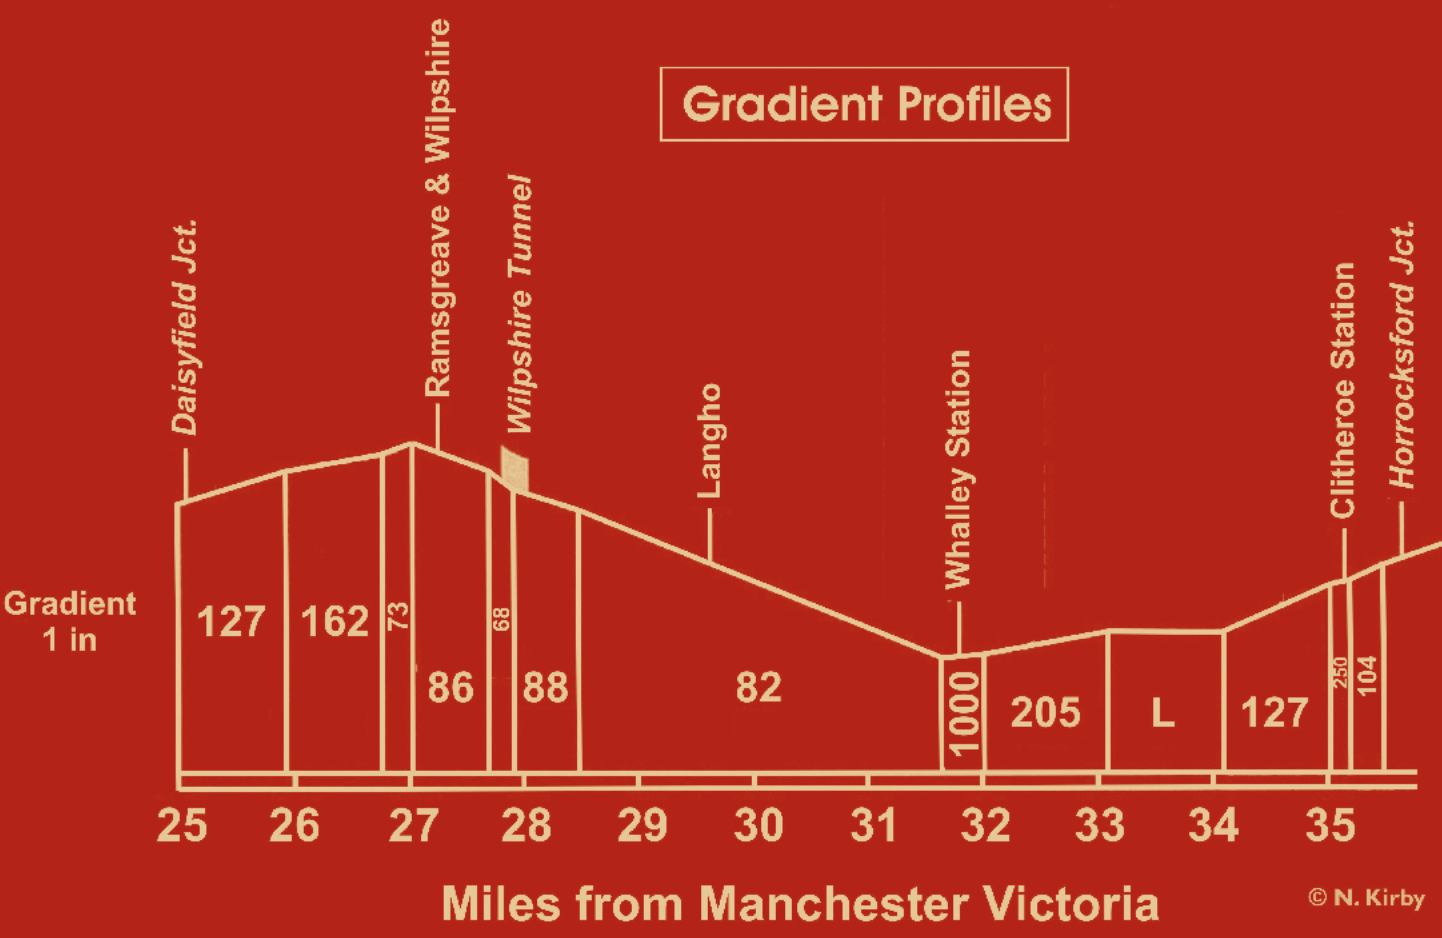 Gradient Profiles
Daisyfield Jct.
Ramsgreave & Wilpshire
Wilpshire Tunnel
Langho
Whalley Station
Clitheroe Station
Horrocksford Jct.
Gradient
1 in
127 162 73 86 68 88 82 1000 205 L 127 250 104
25 26 27 28 29 30 31 32 33 34 35
Miles from Manchester Victoria
© N. Kirby